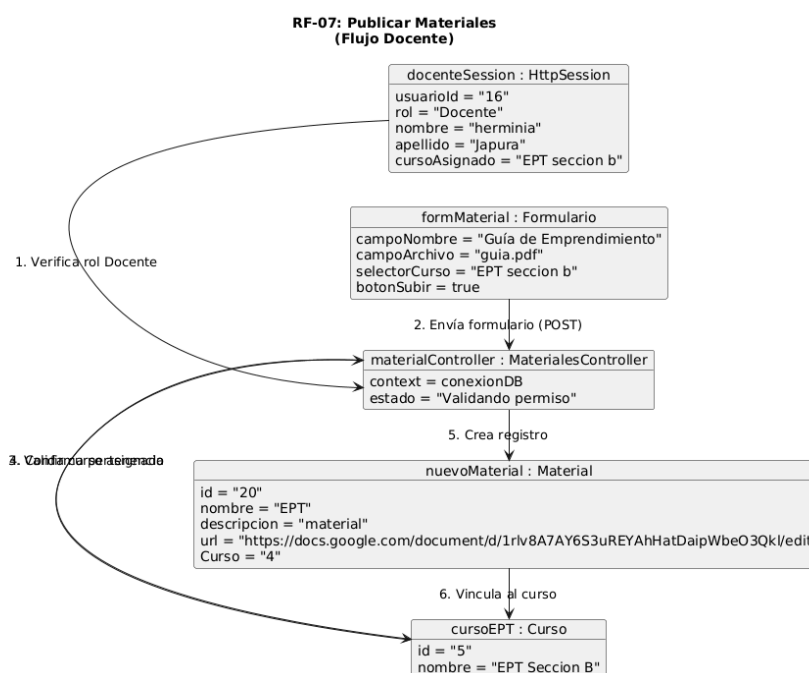 RF-07: Publicar Materiales
(Flujo Docente)
docenteSession : HttpSession
usuarioId = "16"
rol = "Docente"
nombre = "herminia"
apellido = "Japura"
cursoAsignado = "EPT seccion b"
formMaterial : Formulario
campoNombre = "Guía de Emprendimiento"
campoArchivo = "guia.pdf"
selectorCurso = "EPT seccion b"
botonSubir = true
1. Verifica rol Docente
2. Envía formulario (POST)
materialController : MaterialesController
context = conexionDB
estado = "Validando permiso"
5. Crea registro
nuevoMaterial : Material
id = "20"
nombre = "EPT"
descripcion = "material"
url = "https://docs.google.com/document/d/1rlv8A7AY6S3uREYAhHatDaipWbeO3Qkl/edit
Curso = "4"
6. Vincula al curso
cursoEPT : Curso
id = "5"
nombre = "EPT Seccion B"